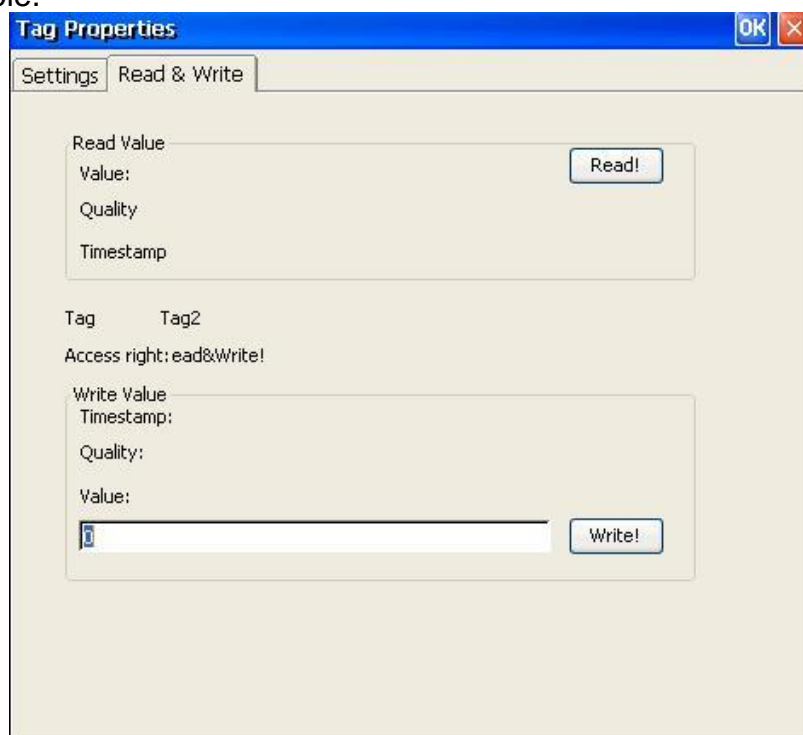 Tag Properties OK
Settings Read & Write
Read Value
Value: Read!
Quality
Timestamp
Tag Tag2
Access right:ead&Write!
Write Value
Timestamp:
Quality:
Value:
0 Write!